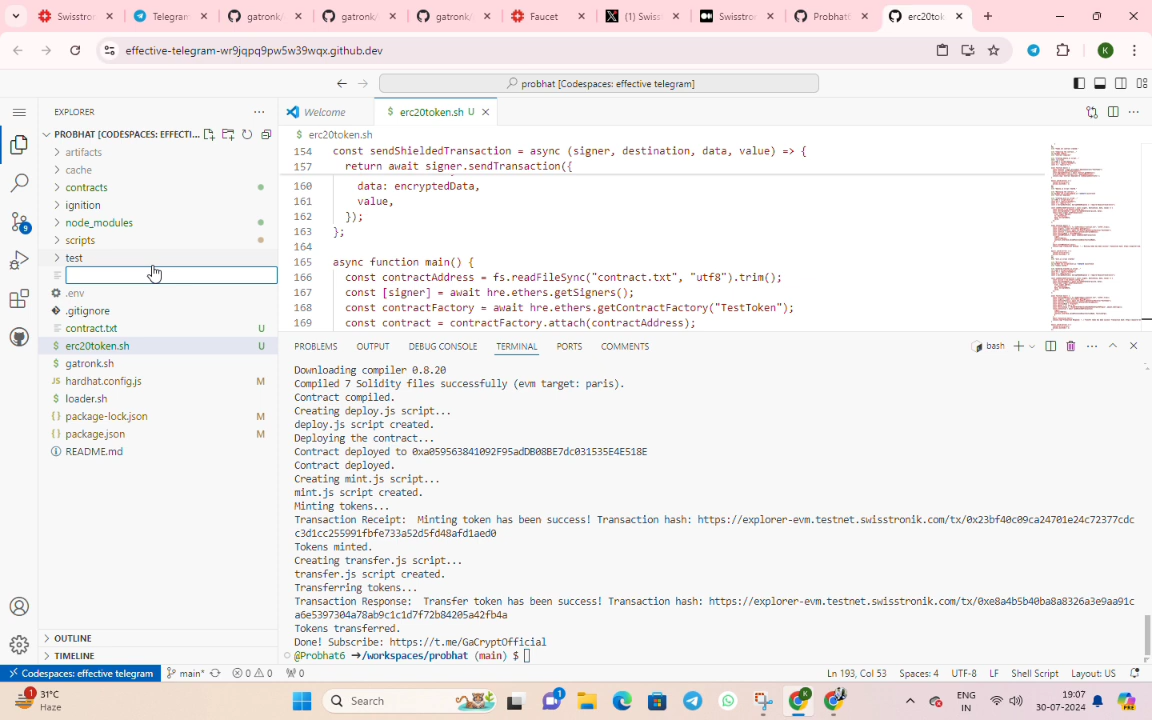 Swisstron
Telegram
gatronk/
gatronk/
gatronk/
Faucet
(1) Swiss
Swisstron
Probhat6
erc20tok
effective-telegram-wr9jqpq9pw5w39wqx.github.dev
K
probhat [Codespaces: effective telegram]
EXPLORER
Welcome
$ erc20token.sh U
PROBHAT [CODESPACES: EFFECTI...
$ erc20token.sh
artifacts
cache
contracts
ignition
node_modules
scripts
test
.env
.gitignore
contract.txt U
$ erc20token.sh U
$ gatronk.sh
JS hardhat.config.js M
$ loader.sh
{} package-lock.json M
{} package.json M
README.md
OUTLINE
TIMELINE
9
154 const sendShieldedTransaction = async (signer, destination, data, value) => {
157 return await signer.sendTransaction({
160 data: encryptedData,
161 value,
162 });
163 };
164
165 async function main() {
166 const contractAddress = fs.readFileSync("contract.txt", "utf8").trim();
167 const [signer] = await hre.ethers.getSigners();
168 const contractFactory = await hre.ethers.getContractFactory("TestToken");
169 const contract = contractFactory.attach(contractAddress);
PROBLEMS OUTPUT DEBUG CONSOLE TERMINAL PORTS COMMENTS
bash
Downloading compiler 0.8.20
Compiled 7 Solidity files successfully (evm target: paris).
Contract compiled.
Creating deploy.js script...
deploy.js script created.
Deploying the contract...
Contract deployed to 0xa059563841092F95adDB08BE7dc031535E4E518E
Contract deployed.
Creating mint.js script...
mint.js script created.
Minting tokens...
Transaction Receipt: Minting token has been success! Transaction hash: https://explorer-evm.testnet.swisstronik.com/tx/0x23bf40c09ca24701e24c72377cdc
c3d1cc255991fbfe733a52d5fd48afd1aed0
Tokens minted.
Creating transfer.js script...
transfer.js script created.
Transferring tokens...
Transaction Response: Transfer token has been success! Transaction hash: https://explorer-evm.testnet.swisstronik.com/tx/0xe8a4b5b40ba8a8326a3e9aa91c
a6e5397304a78ab9c1c1d7f72b84205a42fb4a
Tokens transferred.
Done! Subscribe: https://t.me/GaCryptOfficial
@Probhat6 ➜/workspaces/probhat (main) $
Codespaces: effective telegram main* 0 0 0 Ln 193, Col 53 Spaces: 4 UTF-8 LF Shell Script Layout: US
31°C
Haze
Search
1
ENG
IN
19:07
30-07-2024